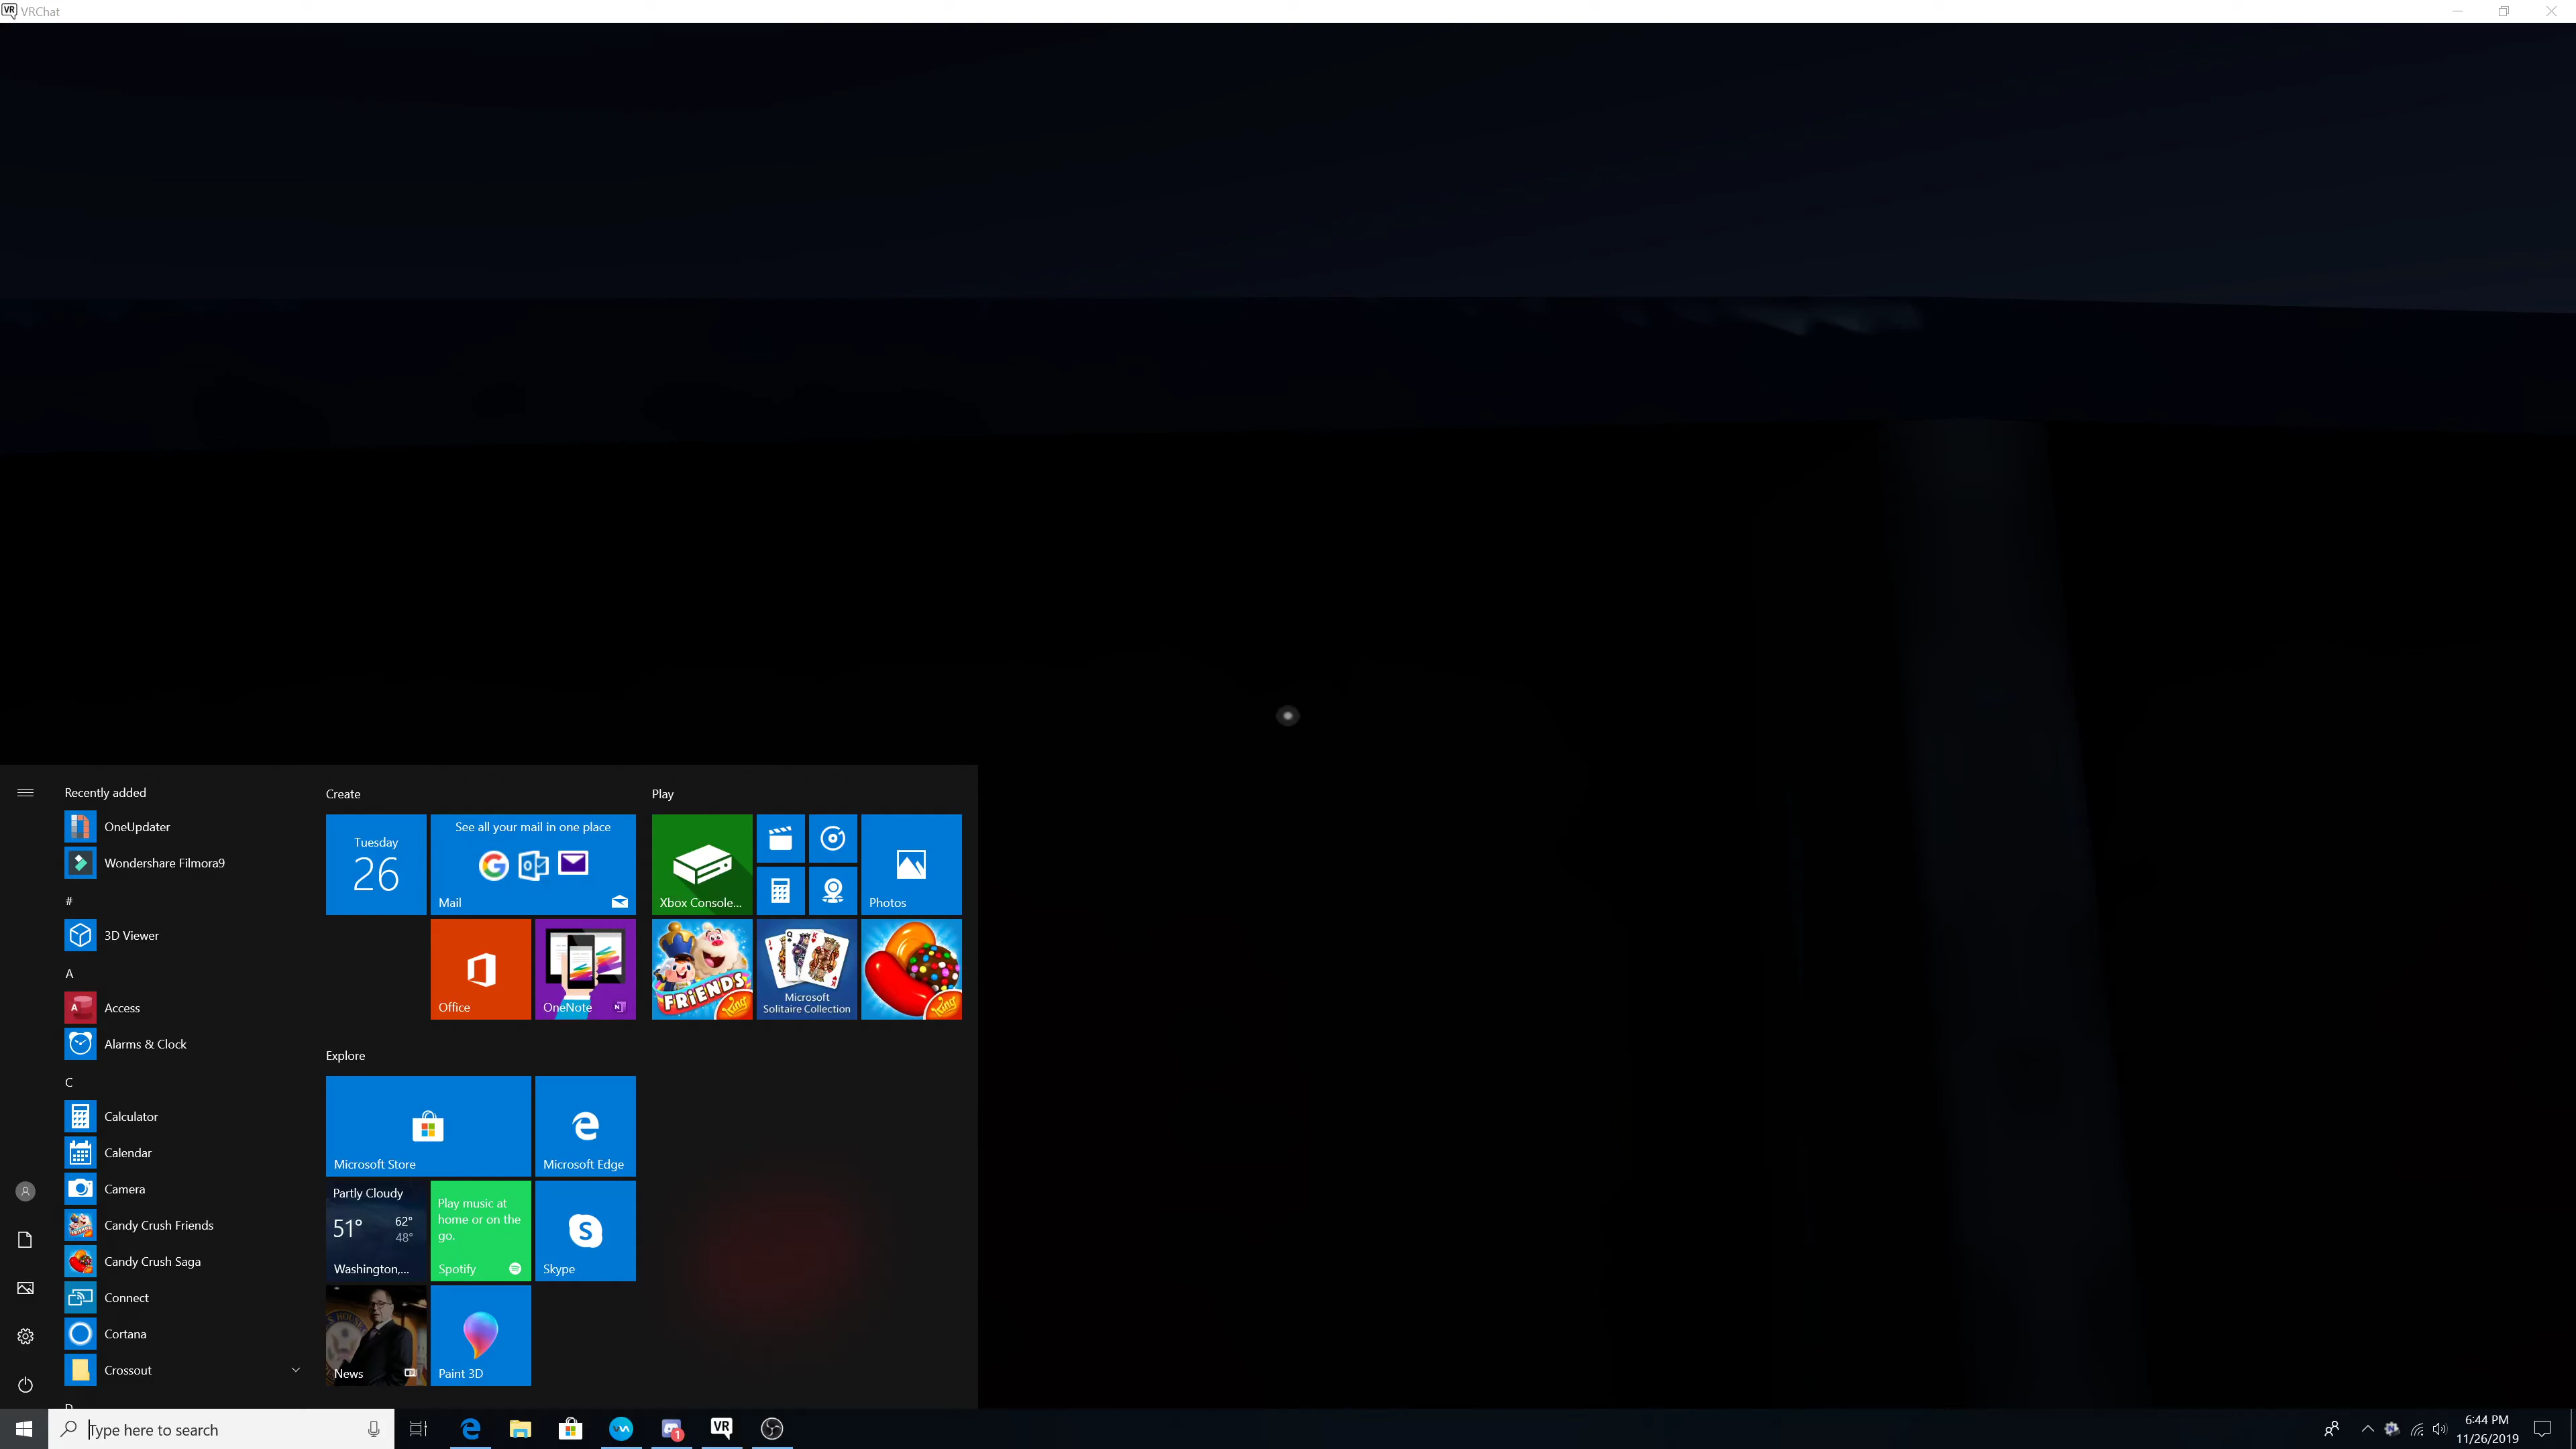 VRChat
Recently added
OneUpdater
Wondershare Filmora9
#
3D Viewer
A
Access
Alarms & Clock
C
Calculator
Calendar
Camera
Candy Crush Friends
Candy Crush Saga
Connect
Cortana
Crossout
Create
Tuesday
26
See all your mail in one place
Mail
Office
OneNote
Explore
Microsoft Store
Microsoft Edge
Partly Cloudy
51° 62°
48°
Washington,...
Play music at
home or on the
go.
Spotify
Skype
News
Paint 3D
Play
Xbox Console...
Photos
FRiENDS
King
Microsoft
Solitaire Collection
King
Type here to search
VR
1
6:44 PM
11/26/2019